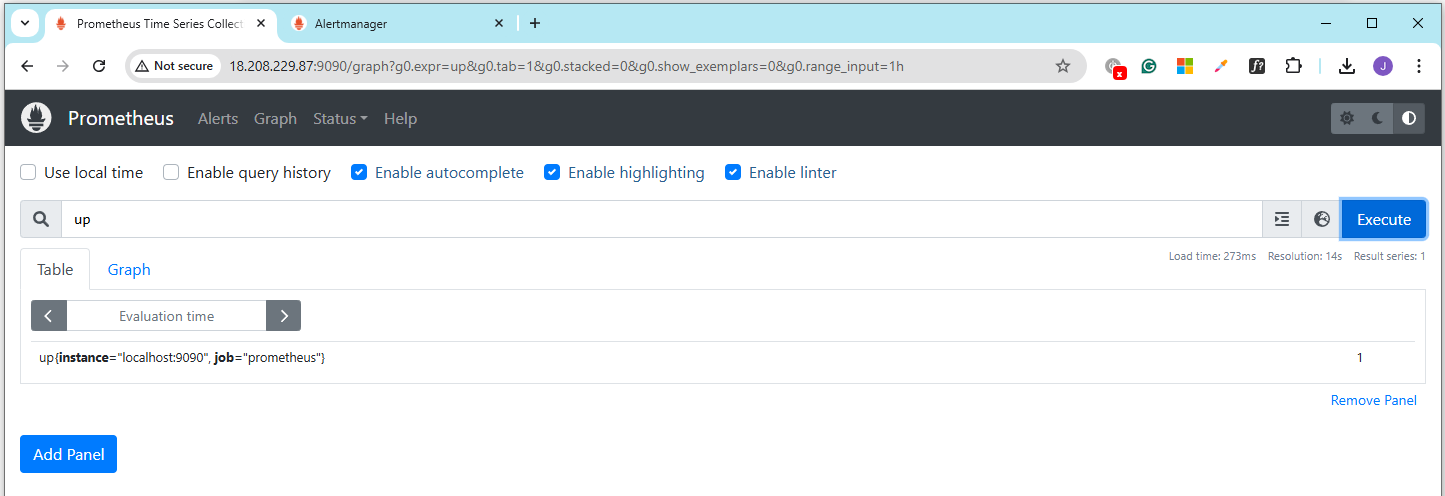 Prometheus Time Series Collect
Alertmanager
Not secure
18.208.229.87:9090/graph?g0.expr=up&g0.tab=1&g0.stacked=0&g0.show_exemplars=0&g0.range_input=1h
f?
J
Prometheus Alerts Graph Status Help
Use local time Enable query history Enable autocomplete Enable highlighting Enable linter
up
Execute
Load time: 273ms Resolution: 14s Result series: 1
Table Graph
Evaluation time
up{instance="localhost:9090", job="prometheus"} 1
Remove Panel
Add Panel